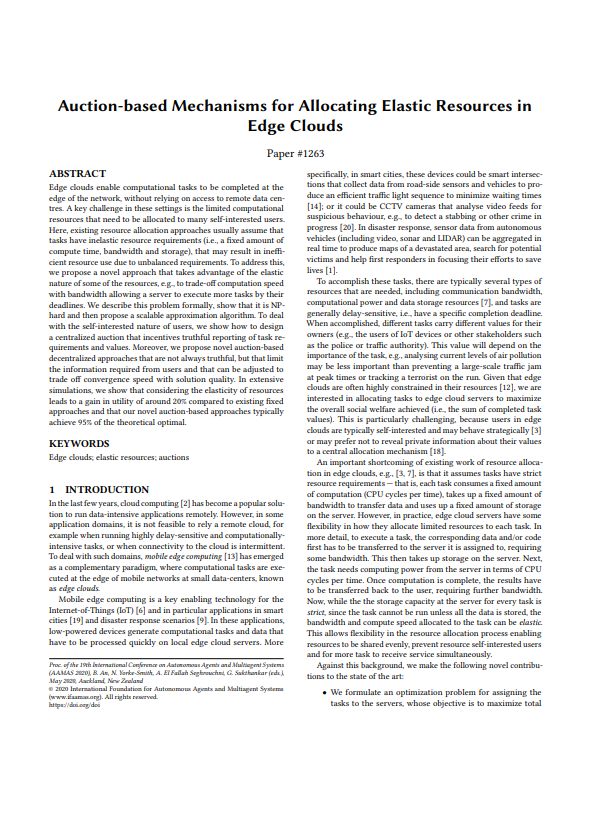 Auction-based Mechanisms for Allocating Elastic Resources in
Edge Clouds
Paper #1263
ABSTRACT
Edge clouds enable computational tasks to be completed at the
edge of the network, without relying on access to remote data cen-
tres. A key challenge in these settings is the limited computational
resources that need to be allocated to many self-interested users.
Here, existing resource allocation approaches usually assume that
tasks have inelastic resource requirements (i.e., a fixed amount of
compute time, bandwidth and storage), that may result in ineffi-
cient resource use due to unbalanced requirements. To address this,
we propose a novel approach that takes advantage of the elastic
nature of some of the resources, e.g., to trade-off computation speed
with bandwidth allowing a server to execute more tasks by their
deadlines. We describe this problem formally, show that it is NP-
hard and then propose a scalable approximation algorithm. To deal
with the self-interested nature of users, we show how to design
a centralized auction that incentives truthful reporting of task re-
quirements and values. Moreover, we propose novel auction-based
decentralized approaches that are not always truthful, but that limit
the information required from users and that can be adjusted to
trade off convergence speed with solution quality. In extensive
simulations, we show that considering the elasticity of resources
leads to a gain in utility of around 20% compared to existing fixed
approaches and that our novel auction-based approaches typically
achieve 95% of the theoretical optimal.
KEYWORDS
Edge clouds; elastic resources; auctions
1 INTRODUCTION
In the last few years, cloud computing [2] has become a popular solu-
tion to run data-intensive applications remotely. However, in some
application domains, it is not feasible to rely a remote cloud, for
example when running highly delay-sensitive and computationally-
intensive tasks, or when connectivity to the cloud is intermittent.
To deal with such domains, mobile edge computing [13] has emerged
as a complementary paradigm, where computational tasks are exe-
cuted at the edge of mobile networks at small data-centers, known
as edge clouds.
Mobile edge computing is a key enabling technology for the
Internet-of-Things (IoT) [6] and in particular applications in smart
cities [19] and disaster response scenarios [9]. In these applications,
low-powered devices generate computational tasks and data that
have to be processed quickly on local edge cloud servers. More
Proc. of the 19th International Conference on Autonomous Agents and Multiagent Systems
(AAMAS 2020), B. An, N. Yorke-Smith, A. El Fallah Seghrouchni, G. Sukthankar (eds.),
May 2020, Auckland, New Zealand
© 2020 International Foundation for Autonomous Agents and Multiagent Systems
(www.ifaamas.org). All rights reserved.
https://doi.org/doi
specifically, in smart cities, these devices could be smart intersec-
tions that collect data from road-side sensors and vehicles to pro-
duce an efficient traffic light sequence to minimize waiting times
[14]; or it could be CCTV cameras that analyse video feeds for
suspicious behaviour, e.g., to detect a stabbing or other crime in
progress [20]. In disaster response, sensor data from autonomous
vehicles (including video, sonar and LIDAR) can be aggregated in
real time to produce maps of a devastated area, search for potential
victims and help first responders in focusing their efforts to save
lives [1].
To accomplish these tasks, there are typically several types of
resources that are needed, including communication bandwidth,
computational power and data storage resources [7], and tasks are
generally delay-sensitive, i.e., have a specific completion deadline.
When accomplished, different tasks carry different values for their
owners (e.g., the users of IoT devices or other stakeholders such
as the police or traffic authority). This value will depend on the
importance of the task, e.g., analysing current levels of air pollution
may be less important than preventing a large-scale traffic jam
at peak times or tracking a terrorist on the run. Given that edge
clouds are often highly constrained in their resources [12], we are
interested in allocating tasks to edge cloud servers to maximize
the overall social welfare achieved (i.e., the sum of completed task
values). This is particularly challenging, because users in edge
clouds are typically self-interested and may behave strategically [3]
or may prefer not to reveal private information about their values
to a central allocation mechanism [18].
An important shortcoming of existing work of resource alloca-
tion in edge clouds, e.g., [3, 7], is that it assumes tasks have strict
resource requirements — that is, each task consumes a fixed amount
of computation (CPU cycles per time), takes up a fixed amount of
bandwidth to transfer data and uses up a fixed amount of storage
on the server. However, in practice, edge cloud servers have some
flexibility in how they allocate limited resources to each task. In
more detail, to execute a task, the corresponding data and/or code
first has to be transferred to the server it is assigned to, requiring
some bandwidth. This then takes up storage on the server. Next,
the task needs computing power from the server in terms of CPU
cycles per time. Once computation is complete, the results have
to be transferred back to the user, requiring further bandwidth.
Now, while the the storage capacity at the server for every task is
strict, since the task cannot be run unless all the data is stored, the
bandwidth and compute speed allocated to the task can be elastic.
This allows flexibility in the resource allocation process enabling
resources to be shared evenly, prevent resource self-interested users
and for more task to receive service simultaneously.
Against this background, we make the following novel contribu-
tions to the state of the art:
• We formulate an optimization problem for assigning the
tasks to the servers, whose objective is to maximize total